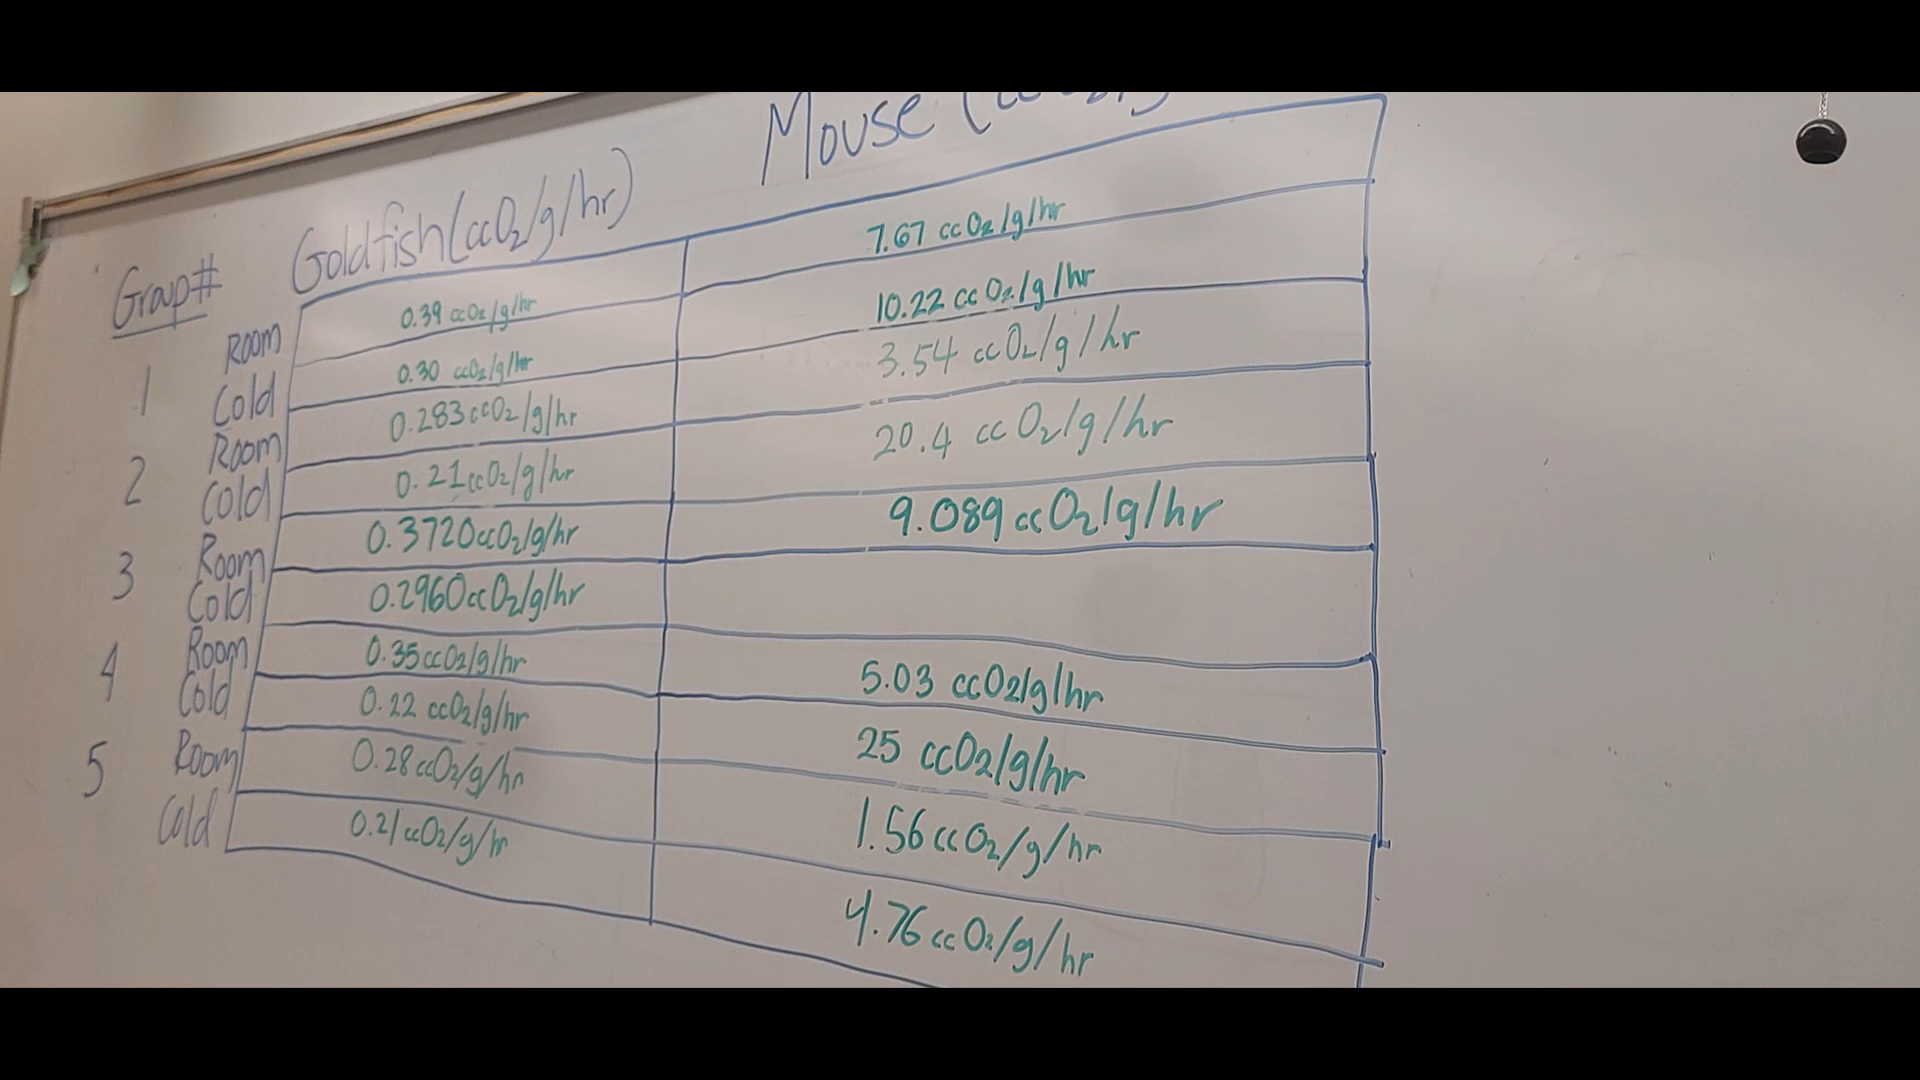 Mouse (
Group# Goldfish (ccO2/g/hr)
1 Room 0.39 ccO2/g/hr 7.67 ccO2/g/hr
Cold 0.30 ccO2/g/hr 10.22 ccO2/g/hr
2 Room 0.283 ccO2/g/hr 3.54 ccO2/g/hr
Cold 0.21 ccO2/g/hr 20.4 ccO2/g/hr
3 Room 0.3720 ccO2/g/hr 9.089 ccO2/g/hr
Cold 0.2960 ccO2/g/hr
4 Room 0.35 ccO2/g/hr 5.03 ccO2/g/hr
Cold 0.22 ccO2/g/hr 25 ccO2/g/hr
5 Room 0.28 ccO2/g/hr 1.56 ccO2/g/hr
Cold 0.21 ccO2/g/hr 4.76 ccO2/g/hr